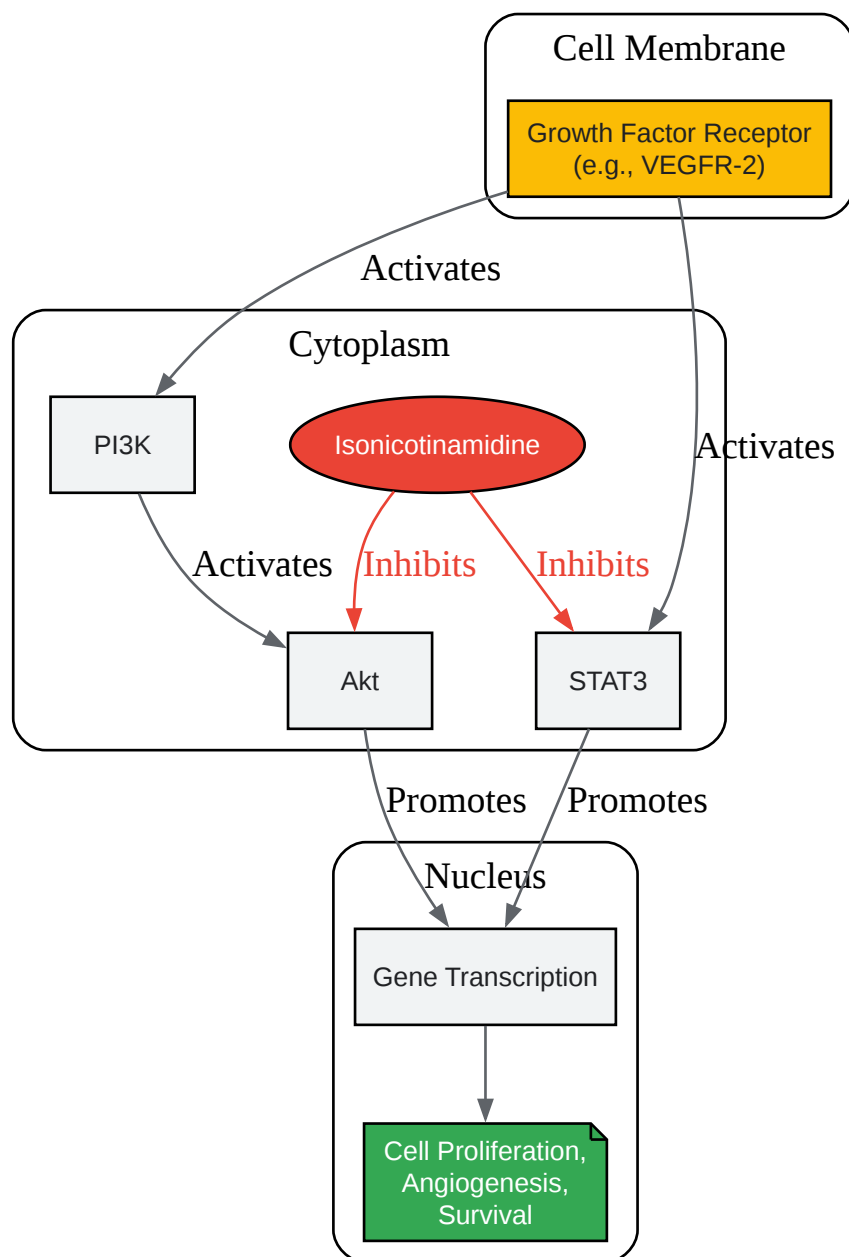 Cell Membrane
Growth Factor Receptor
(e.g., VEGFR-2)
Activates
Cytoplasm
PI3K
Isonicotinamidine
Activates
Activates
Inhibits
Inhibits
Akt
STAT3
Promotes
Promotes
Nucleus
Gene Transcription
Cell Proliferation,
Angiogenesis,
Survival